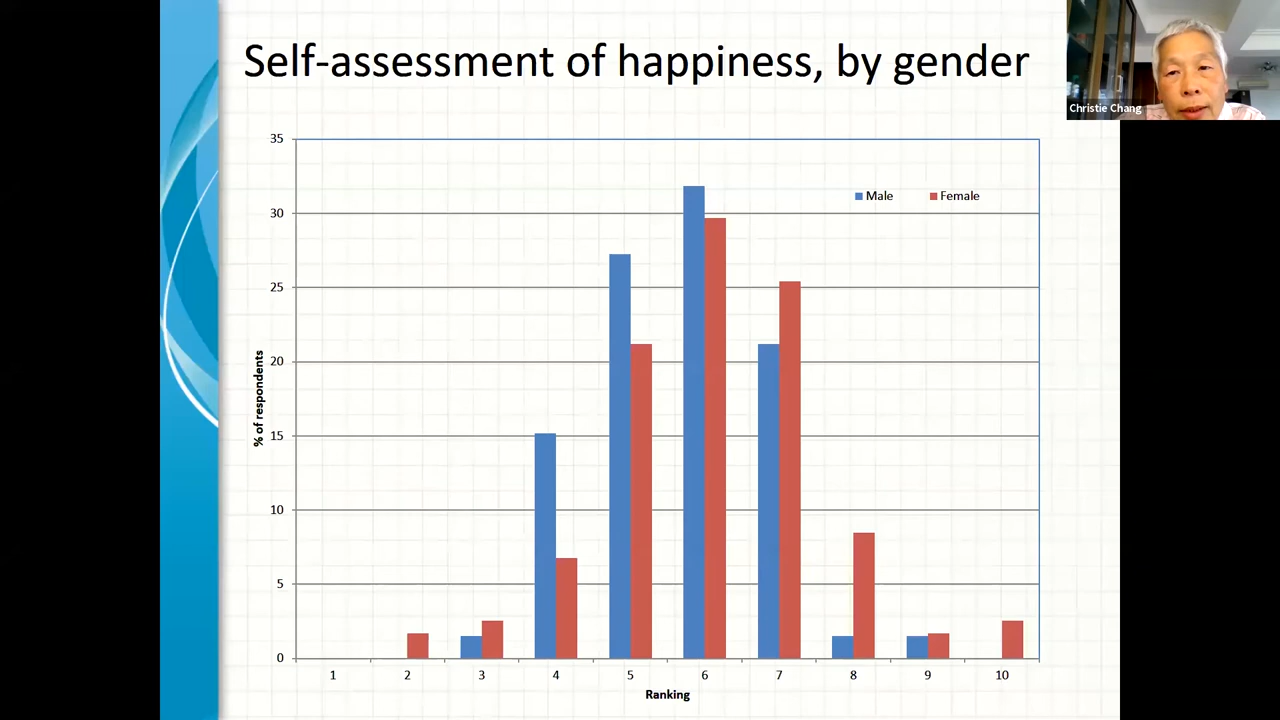 Self-assessment of happiness, by gender
Christie Chang
35
30
25
20
15
10
5
0
% of respondents
Male
Female
1 2 3 4 5 6 7 8 9 10
Ranking